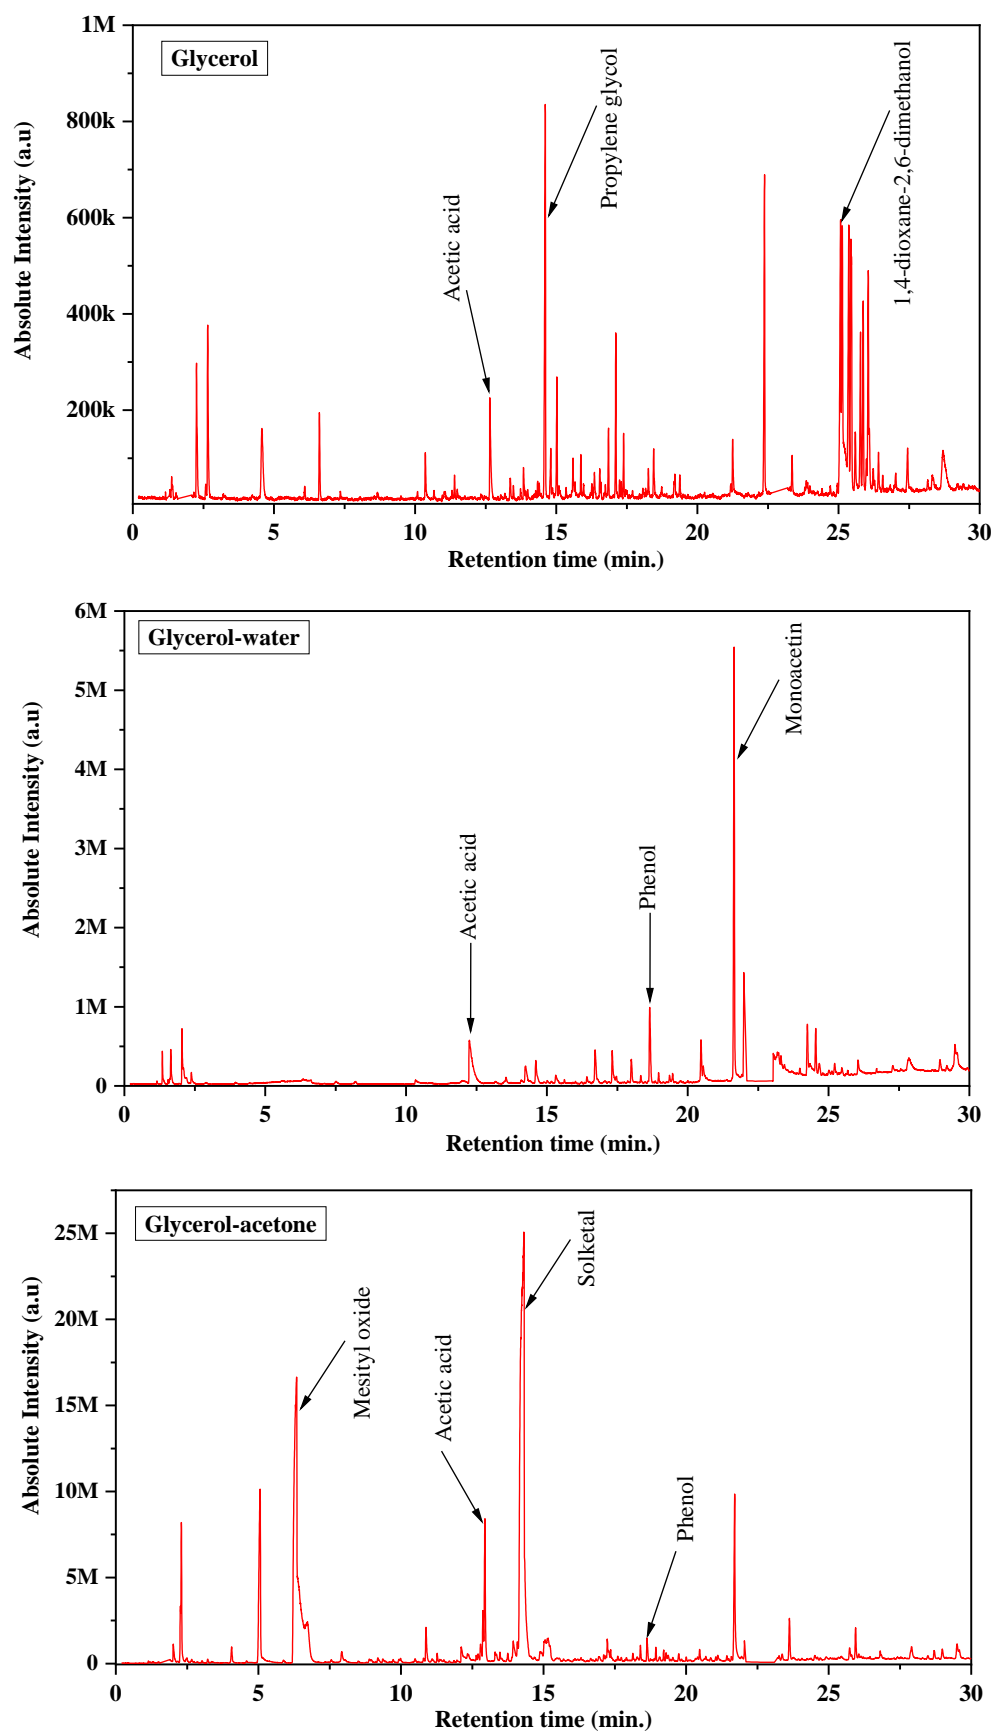 1M
Glycerol
800k
600k
400k
200k
Absolute Intensity (a.u)
Acetic acid
Propylene glycol
1,4-dioxane-2,6-dimethanol
0 5 10 15 20 25 30
Retention time (min.)
6M
Glycerol-water
5M
4M
3M
2M
1M
0
Absolute Intensity (a.u)
Acetic acid
Phenol
Monoacetin
0 5 10 15 20 25 30
Retention time (min.)
Glycerol-acetone
25M
20M
15M
10M
5M
0
Absolute Intensity (a.u)
Mesityl oxide
Acetic acid
Solketal
Phenol
0 5 10 15 20 25 30
Retention time (min.)